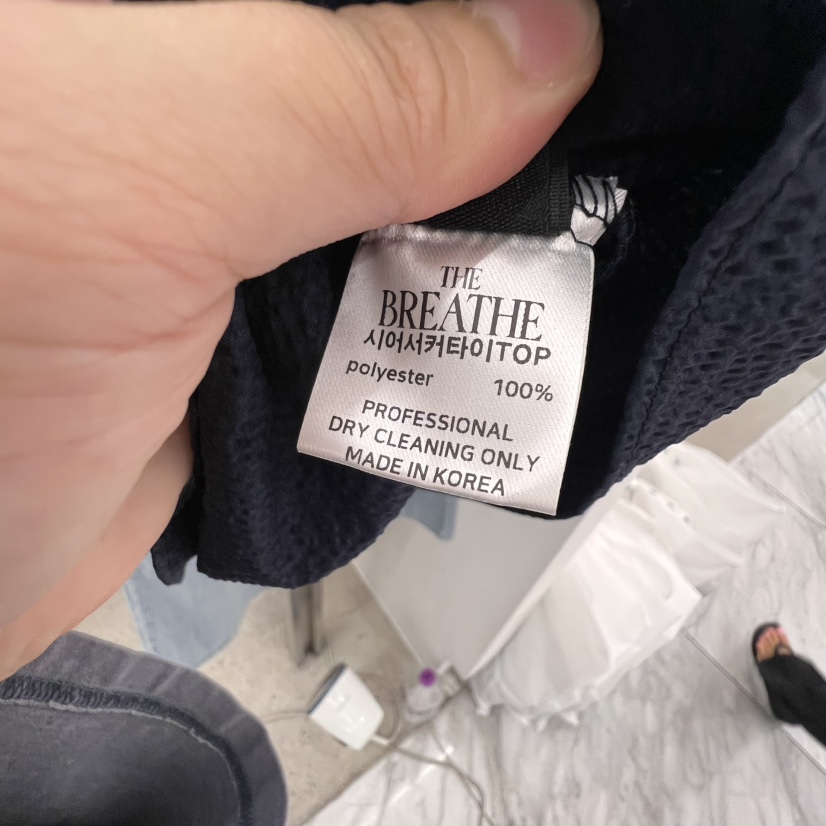 THE
BREATHE
시어서커타이TOP
polyester 100%
PROFESSIONAL
DRY CLEANING ONLY
MADE IN KOREA